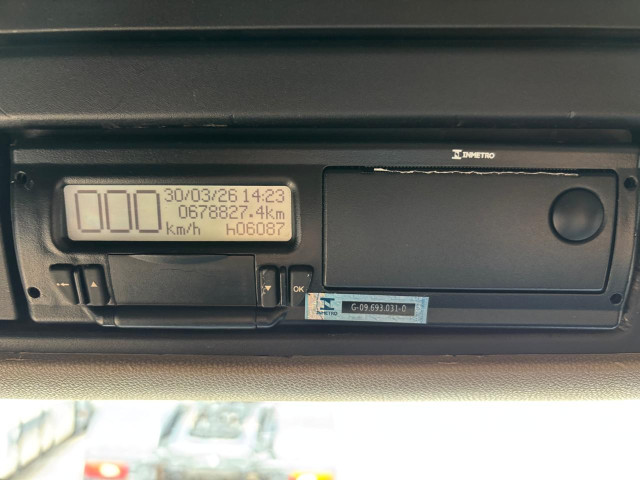 INMETRO
000
30/03/26 14:23
0678827.4km
km/h h06087
OK
INMETRO
G-09.693.031-0